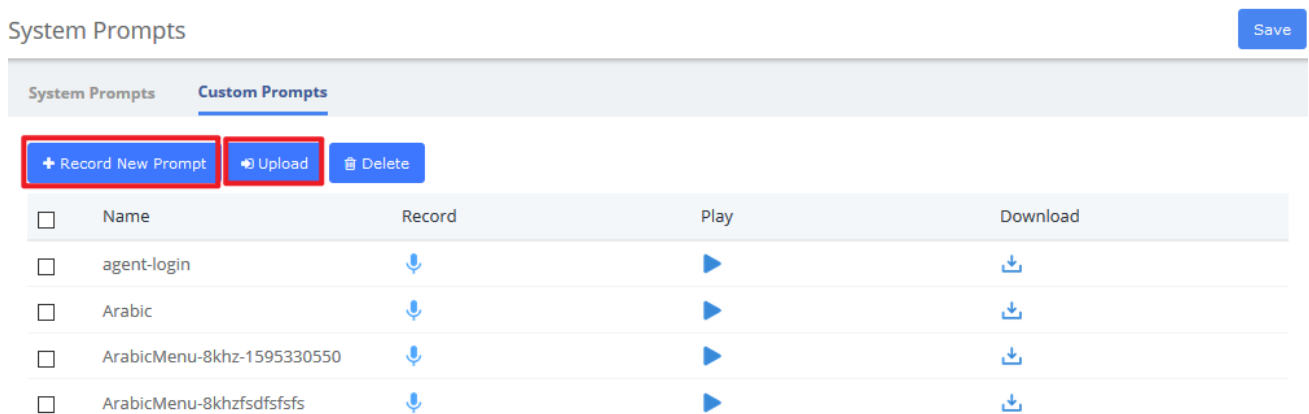 System Prompts Save
System Prompts Custom Prompts
Record New Prompt Upload Delete
Name Record Play Download
agent-login
Arabic
ArabicMenu-8khz-1595330550
ArabicMenu-8khzfsdfsfsfs